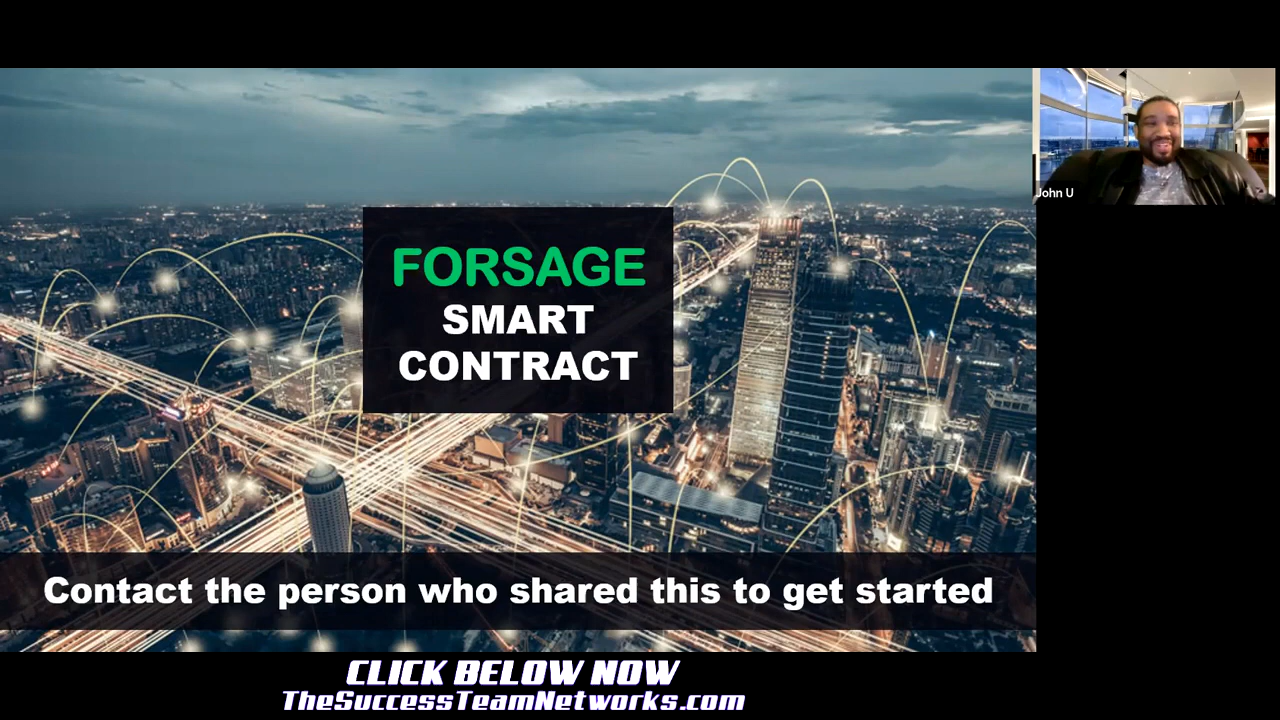 FORSAGE
SMART
CONTRACT
John U
Contact the person who shared this to get started
CLICK BELOW NOW
TheSuccessTeamNetworks.com